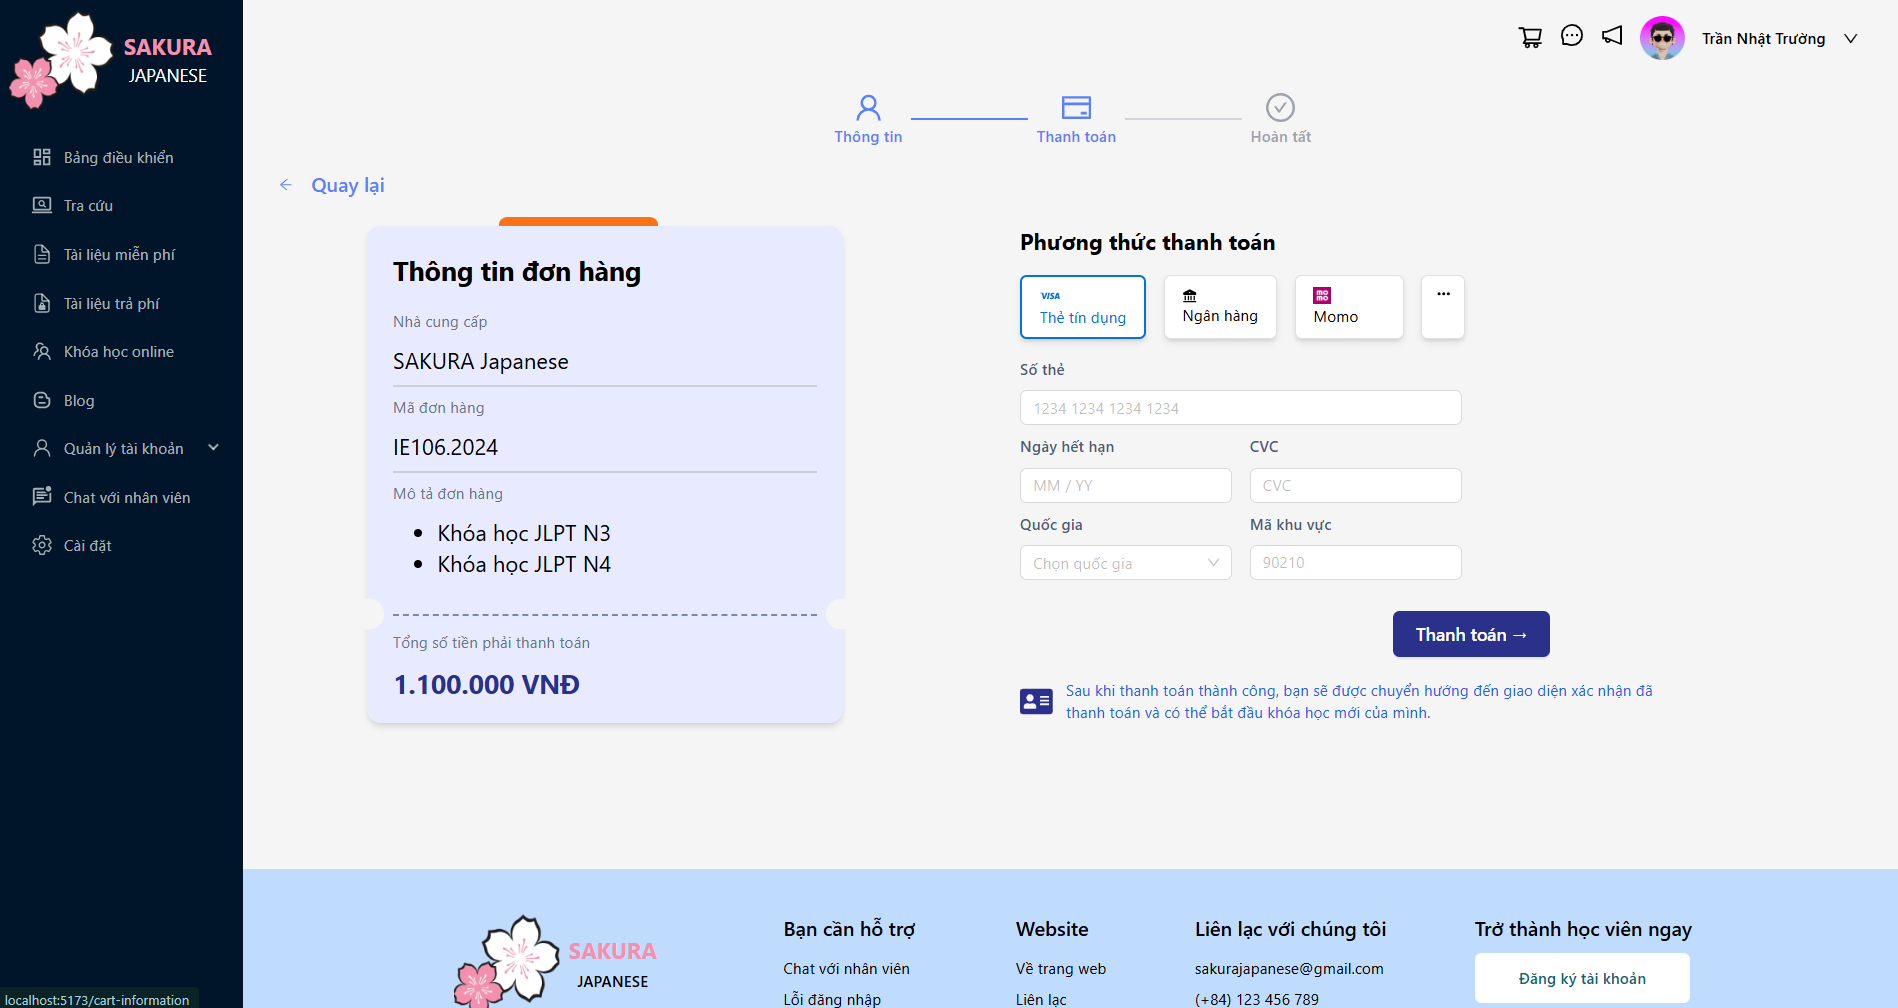 SAKURA
JAPANESE
Bảng điều khiển
Tra cứu
Tài liệu miễn phí
Tài liệu trả phí
Khóa học online
Blog
Quản lý tài khoản
Chat với nhân viên
Cài đặt
localhost:5173/cart-information
Trần Nhật Trường
Thông tin
Thanh toán
Hoàn tất
← Quay lại
Thông tin đơn hàng
Nhà cung cấp
SAKURA Japanese
Mã đơn hàng
IE106.2024
Mô tả đơn hàng
• Khóa học JLPT N3
• Khóa học JLPT N4
Tổng số tiền phải thanh toán
1.100.000 VNĐ
Phương thức thanh toán
VISA
Thẻ tín dụng
Ngân hàng
mo
mo
Momo
•••
Số thẻ
1234 1234 1234 1234
Ngày hết hạn
CVC
MM / YY
CVC
Quốc gia
Mã khu vực
Chọn quốc gia
90210
Thanh toán →
Sau khi thanh toán thành công, bạn sẽ được chuyển hướng đến giao diện xác nhận đã
thanh toán và có thể bắt đầu khóa học mới của mình.
SAKURA
JAPANESE
Bạn cần hỗ trợ
Chat với nhân viên
Lỗi đăng nhập
Website
Về trang web
Liên lạc
Liên lạc với chúng tôi
sakurajapanese@gmail.com
(+84) 123 456 789
Trở thành học viên ngay
Đăng ký tài khoản